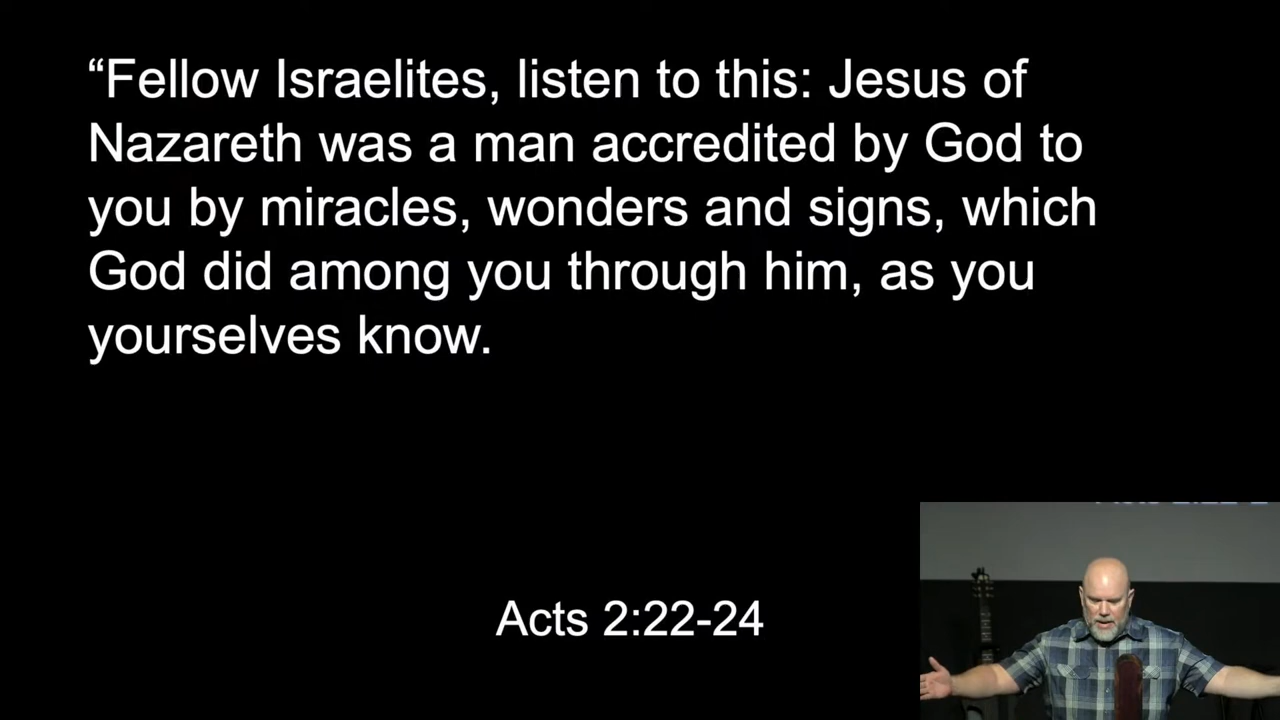 “Fellow Israelites, listen to this: Jesus of
Nazareth was a man accredited by God to
you by miracles, wonders and signs, which
God did among you through him, as you
yourselves know.
Acts 2:22-24